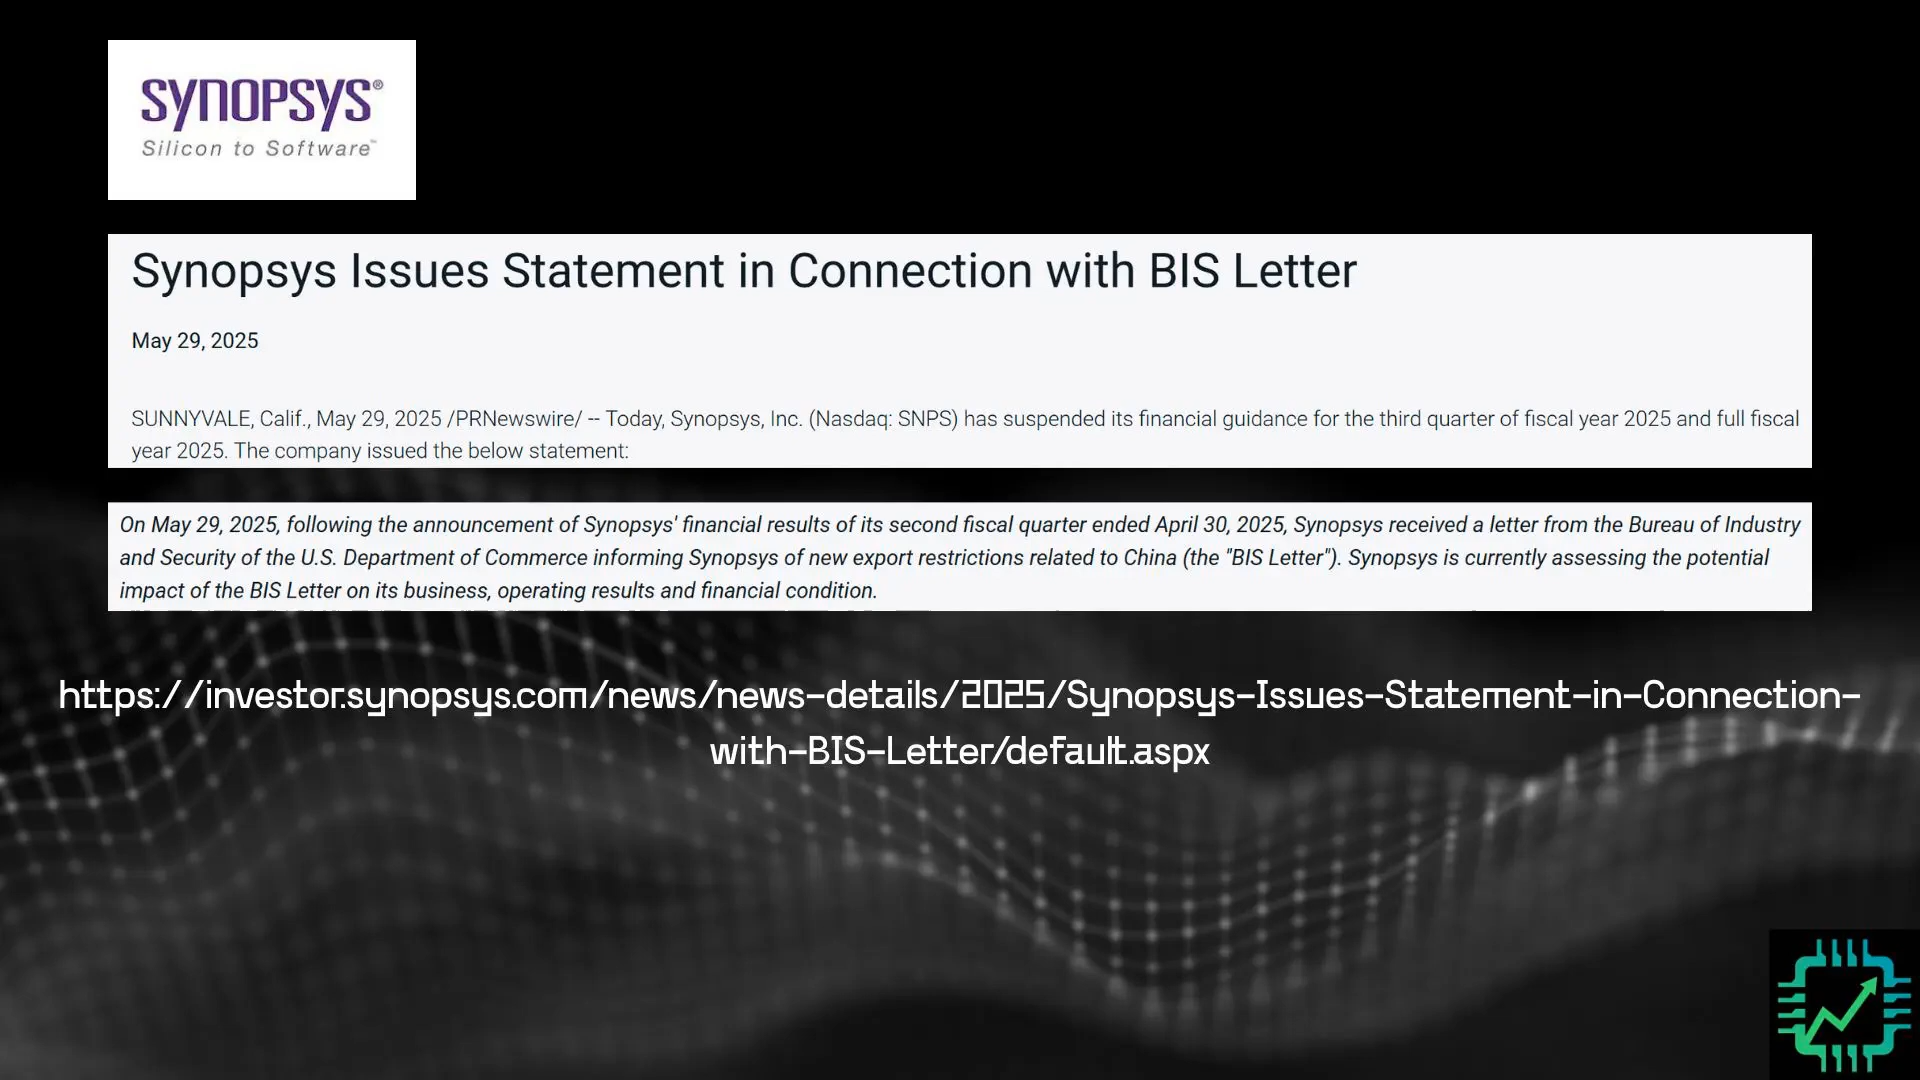 SYNOPSYS®
Silicon to Software™
Synopsys Issues Statement in Connection with BIS Letter
May 29, 2025
SUNNYVALE, Calif., May 29, 2025 /PRNewswire/ -- Today, Synopsys, Inc. (Nasdaq: SNPS) has suspended its financial guidance for the third quarter of fiscal year 2025 and full fiscal
year 2025. The company issued the below statement:
On May 29, 2025, following the announcement of Synopsys' financial results of its second fiscal quarter ended April 30, 2025, Synopsys received a letter from the Bureau of Industry
and Security of the U.S. Department of Commerce informing Synopsys of new export restrictions related to China (the "BIS Letter"). Synopsys is currently assessing the potential
impact of the BIS Letter on its business, operating results and financial condition.
https://investor.synopsys.com/news/news-details/2025/Synopsys-Issues-Statement-in-Connection-
with-BIS-Letter/default.aspx